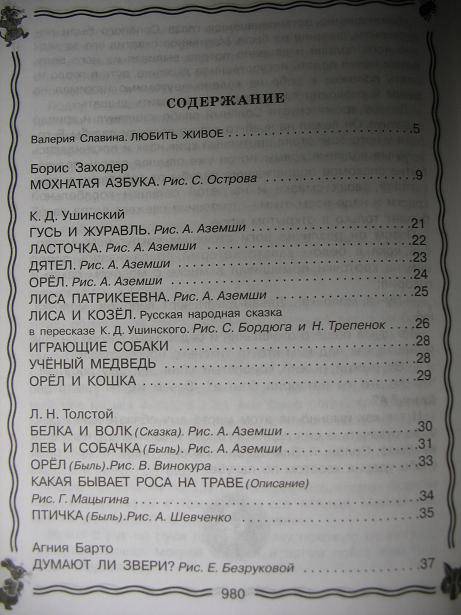 СОДЕРЖАНИЕ
Валерия Славина. ЛЮБИТЬ ЖИВОЕ . . . . . . . . . . . . . . . . . . . 5
Борис Заходер
МОХНАТАЯ АЗБУКА. Рис. С. Острова . . . . . . . . . . . . . . . . 9
К. Д. Ушинский
ГУСЬ И ЖУРАВЛЬ. Рис. А. Аземши . . . . . . . . . . . . . . . . 21
ЛАСТОЧКА. Рис. А. Аземши . . . . . . . . . . . . . . . . . . . . 22
ДЯТЕЛ. Рис. А. Аземши . . . . . . . . . . . . . . . . . . . . . . 23
ОРЁЛ. Рис. А. Аземши . . . . . . . . . . . . . . . . . . . . . . . 24
ЛИСА ПАТРИКЕЕВНА. Рис. А. Аземши . . . . . . . . . . . . . . 25
ЛИСА И КОЗЁЛ. Русская народная сказка
в пересказе К. Д. Ушинского. Рис. С. Бордюга и Н. Трепенок . . . 26
ИГРАЮЩИЕ СОБАКИ . . . . . . . . . . . . . . . . . . . . . . . . 28
УЧЁНЫЙ МЕДВЕДЬ . . . . . . . . . . . . . . . . . . . . . . . . . 28
ОРЁЛ И КОШКА . . . . . . . . . . . . . . . . . . . . . . . . . . 29
Л. Н. Толстой
БЕЛКА И ВОЛК (Сказка). Рис. А. Аземши . . . . . . . . . . . . 30
ЛЕВ И СОБАЧКА (Быль). Рис. А. Аземши . . . . . . . . . . . . . 31
ОРЁЛ (Быль). Рис. В. Винокура . . . . . . . . . . . . . . . . . . 33
КАКАЯ БЫВАЕТ РОСА НА ТРАВЕ (Описание)
Рис. Г. Мацыгина . . . . . . . . . . . . . . . . . . . . . . . . . 34
ПТИЧКА (Быль). Рис. А. Шевченко . . . . . . . . . . . . . . . . 35
Агния Барто
ДУМАЮТ ЛИ ЗВЕРИ? Рис. Е. Безруковой . . . . . . . . . . . . . 37
980